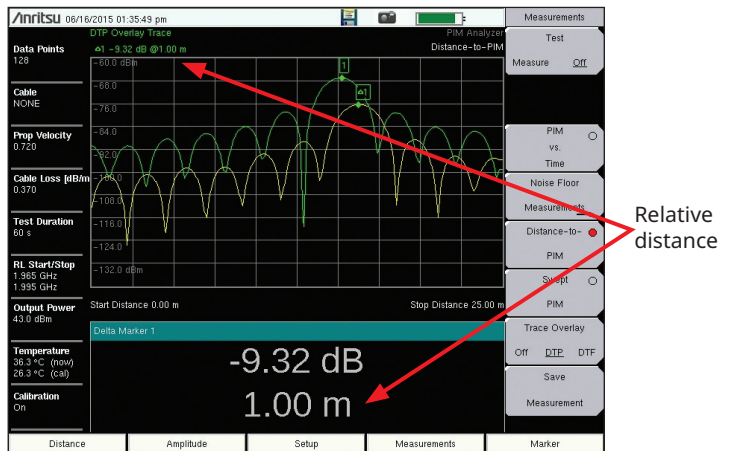 Anritsu 06/16/2015 01:35:49 pm
Measurements
DTP Overlay Trace
PIM Analyzer
△1 -9.32 dB @1.00 m
Distance-to-PIM
Data Points
128
Cable
NONE
Prop Velocity
0.720
Cable Loss [dB/m
0.370
Test Duration
60 s
RL Start/Stop
1.965 GHz
1.995 GHz
Output Power
43.0 dBm
Temperature
36.3 °C (now)
26.3 °C (cal)
Calibration
On
-60.0 dBm
-68.0
-76.0
-84.0
-92.0
-100.0
-108.0
-116.0
-124.0
-132.0 dBm
1
△1
Start Distance 0.00 m
Stop Distance 25.00 m
Delta Marker 1
-9.32 dB
1.00 m
Test
Measure Off
PIM
vs.
Time
Noise Floor
Measurements
Distance-to-
PIM
Swept
PIM
Trace Overlay
Off DTP DTF
Save
Measurement
Relative
distance
Distance
Amplitude
Setup
Measurements
Marker